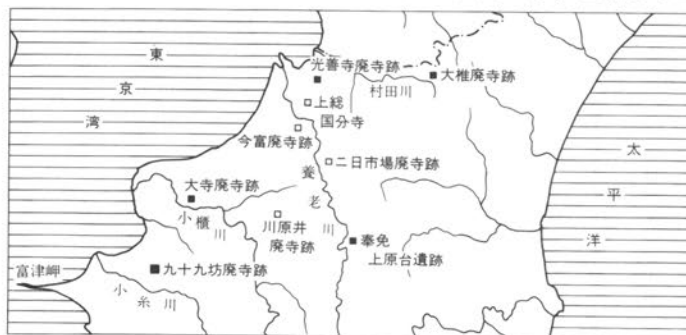 東京湾
光善寺廃寺跡
大椎廃寺跡
村田川
上総
国分寺
今富廃寺跡
二日市場廃寺跡
養老川
大寺廃寺跡
小櫃川
川原井
廃寺跡
奉免
上原台遺跡
太平洋
九十九坊廃寺跡
富津岬
小糸川